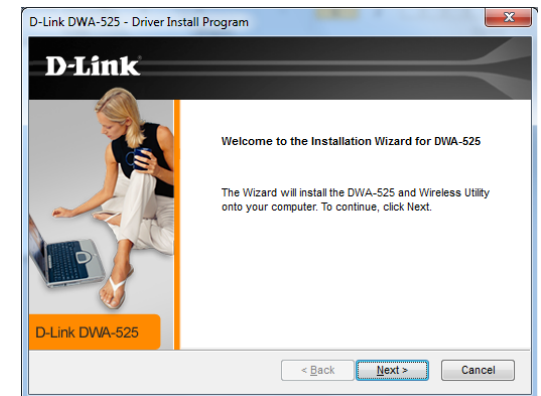 D-Link DWA-525 - Driver Install Program
D-Link
Welcome to the Installation Wizard for DWA-525
The Wizard will install the DWA-525 and Wireless Utility
onto your computer. To continue, click Next.
D-Link DWA-525
< Back
Next >
Cancel